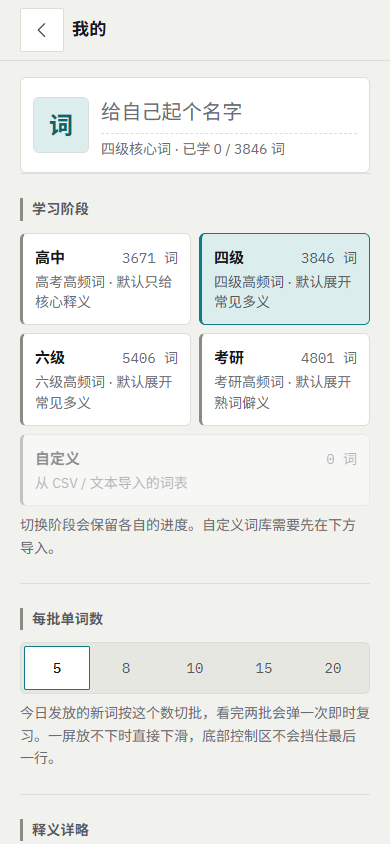 我的
词
给自己起个名字
四级核心词 · 已学 0 / 3846 词
学习阶段
高中 3671 词
高考高频词 · 默认只给
核心释义
四级 3846 词
四级高频词 · 默认展开
常见多义
六级 5406 词
六级高频词 · 默认展开
常见多义
考研 4801 词
考研高频词 · 默认展开
熟词僻义
自定义 0 词
从 CSV / 文本导入的词表
切换阶段会保留各自的进度。自定义词库需要先在下方
导入。
每批单词数
5 8 10 15 20
今日发放的新词按这个数切批，看完两批会弹一次即时复
习。一屏放不下时直接下滑，底部控制区不会挡住最后
一行。
释义详略